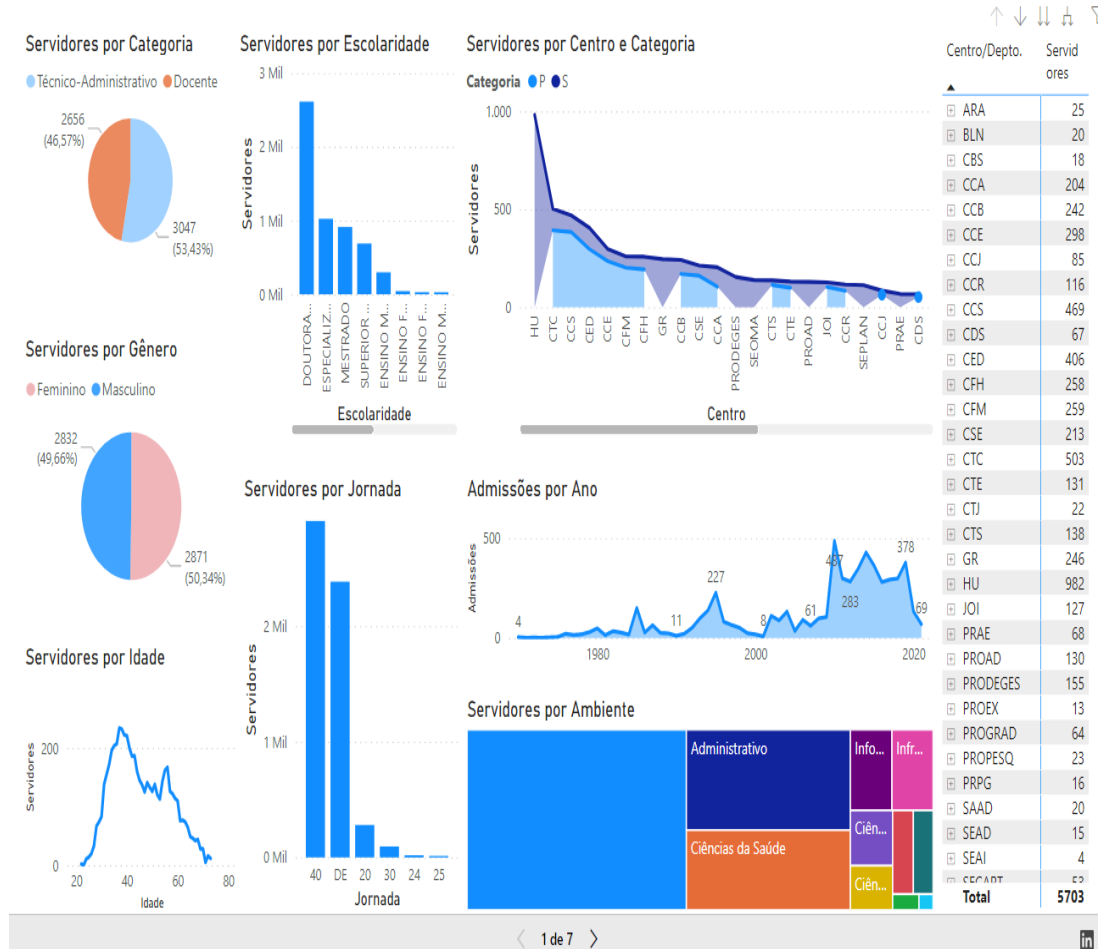 Servidores por Categoria
Técnico-Administrativo Docente
2656
(46,57%)
3047
(53,43%)
Servidores por Gênero
Feminino Masculino
2832
(49,66%)
2871
(50,34%)
Servidores por Idade
Servidores
200
0
20 40 60 80
Idade
Servidores por Escolaridade
Servidores
3 Mil
2 Mil
1 Mil
0 Mil
DOUTORA...
ESPECIALIZ...
MESTRADO
SUPERIOR ...
ENSINO M...
ENSINO F...
ENSINO F...
ENSINO M...
Escolaridade
Servidores por Jornada
Servidores
2 Mil
1 Mil
0 Mil
40 DE 20 30 24 25
Jornada
Servidores por Centro e Categoria
Categoria P S
Servidores
1.000
500
0
HU
CTC
CCS
CED
CCE
CFM
CFH
GR
CCB
CSE
CCA
PRODEGES
SEOMA
CTS
CTE
PROAD
JOI
CCR
SEPLAN
CCJ
PRAE
CDS
Centro
Admissões por Ano
Admissões
500
0
4
11
227
8
61
487
283
378
69
1980 2000 2020
Servidores por Ambiente
Administrativo
Ciências da Saúde
Info...
Infr...
Ciên...
Ciên...
Centro/Depto. Servid
ores
ARA 25
BLN 20
CBS 18
CCA 204
CCB 242
CCE 298
CCJ 85
CCR 116
CCS 469
CDS 67
CED 406
CFH 258
CFM 259
CSE 213
CTC 503
CTE 131
CTJ 22
CTS 138
GR 246
HU 982
JOI 127
PRAE 68
PROAD 130
PRODEGES 155
PROEX 13
PROGRAD 64
PROPESQ 23
PRPG 16
SAAD 20
SEAD 15
SEAI 4
Total 5703
1 de 7
in